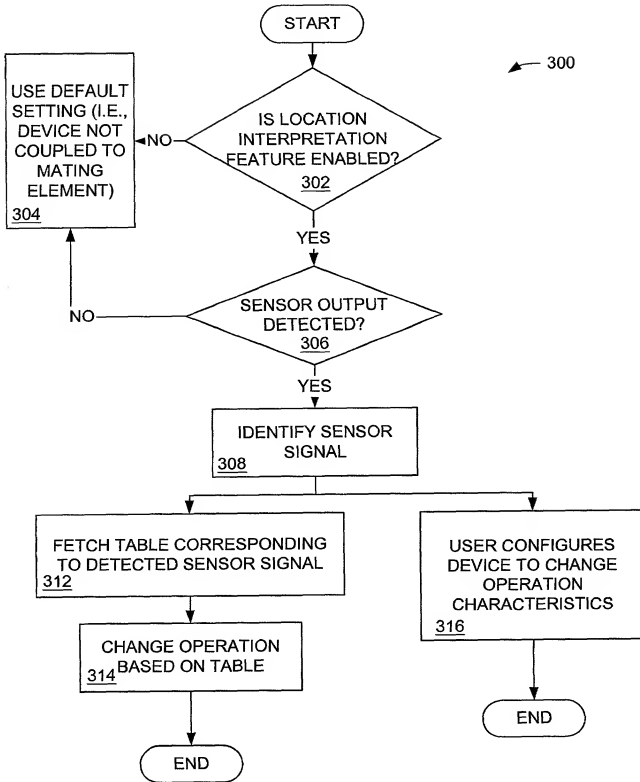 START
300
USE DEFAULT
SETTING (I.E.,
DEVICE NOT
COUPLED TO
MATING
ELEMENT)
304
NO
IS LOCATION
INTERPRETATION
FEATURE ENABLED?
302
YES
NO
SENSOR OUTPUT
DETECTED?
306
YES
IDENTIFY SENSOR
SIGNAL
308
FETCH TABLE CORRESPONDING
TO DETECTED SENSOR SIGNAL
312
USER CONFIGURES
DEVICE TO CHANGE
OPERATION
CHARACTERISTICS
316
CHANGE OPERATION
BASED ON TABLE
314
END
END